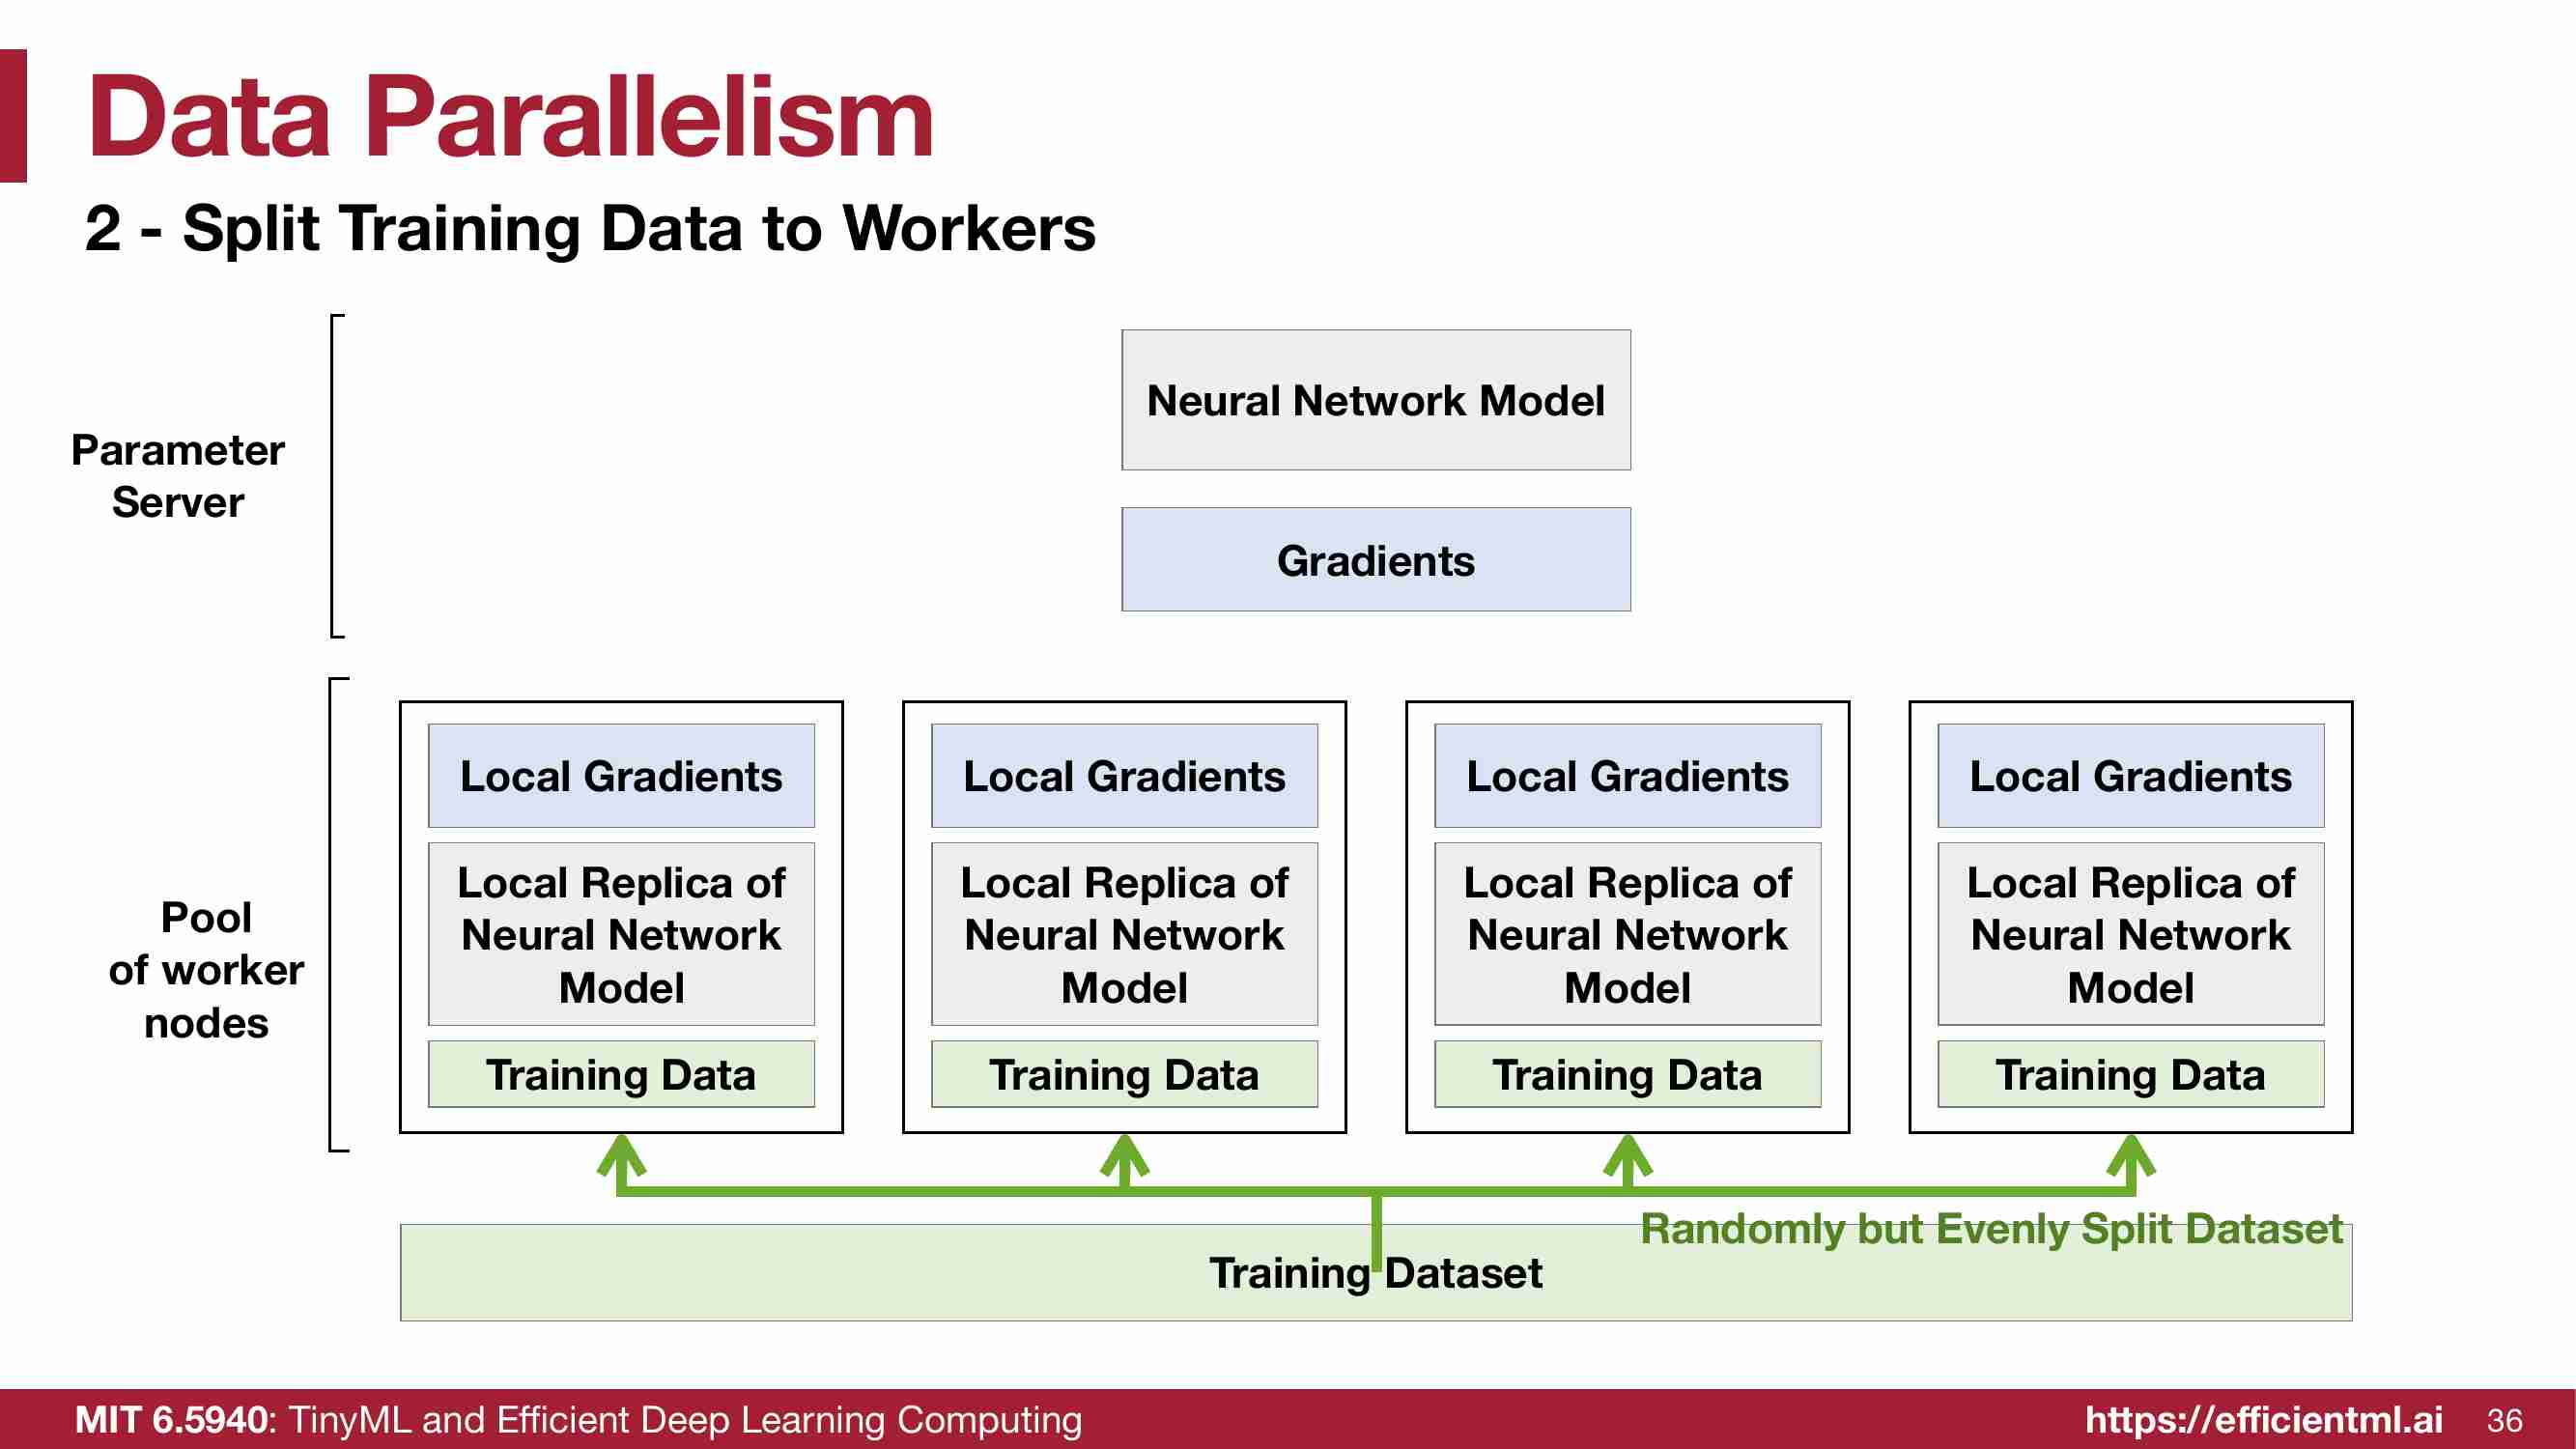 Data Parallelism
2 - Split Training Data to Workers
Parameter
Server
Neural Network Model
Gradients
Pool
of worker
nodes
Local Gradients
Local Replica of
Neural Network
Model
Training Data
Local Gradients
Local Replica of
Neural Network
Model
Training Data
Local Gradients
Local Replica of
Neural Network
Model
Training Data
Local Gradients
Local Replica of
Neural Network
Model
Training Data
Randomly but Evenly Split Dataset
Training Dataset
MIT 6.5940: TinyML and Efficient Deep Learning Computing
https://efficientml.ai
36